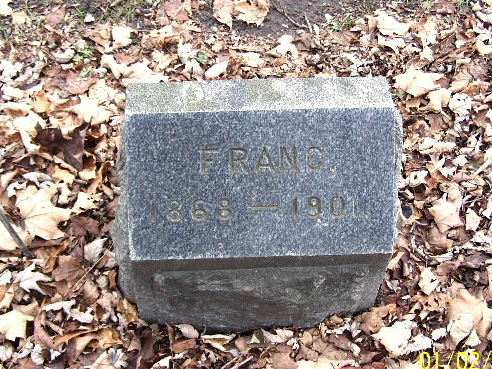 FRANC.
1868 — 1901.
01/02/